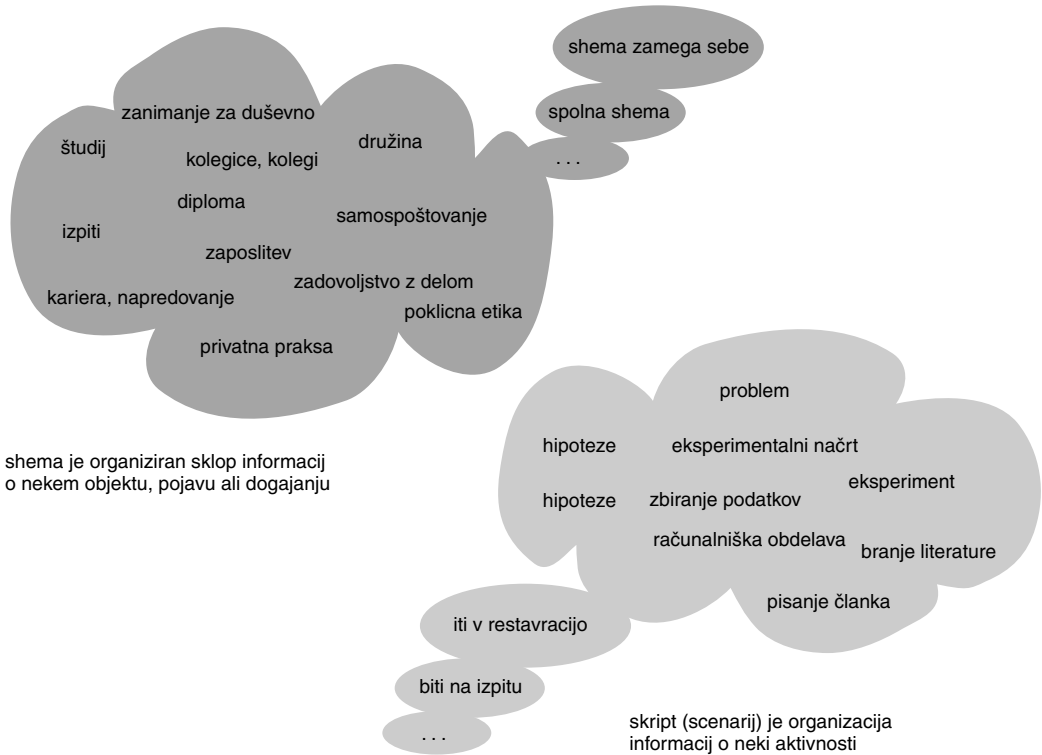 shema zamega sebe
spolna shema
. . .
zanimanje za duševno
študij
kolegice, kolegi
družina
diploma
samospoštovanje
izpiti
zaposlitev
zadovoljstvo z delom
kariera, napredovanje
poklicna etika
privatna praksa
shema je organiziran sklop informacij
o nekem objektu, pojavu ali dogajanju
problem
hipoteze
eksperimentalni načrt
eksperiment
hipoteze
zbiranje podatkov
računalniška obdelava
branje literature
pisanje članka
iti v restavracijo
biti na izpitu
. . .
skript (scenarij) je organizacija
informacij o neki aktivnosti